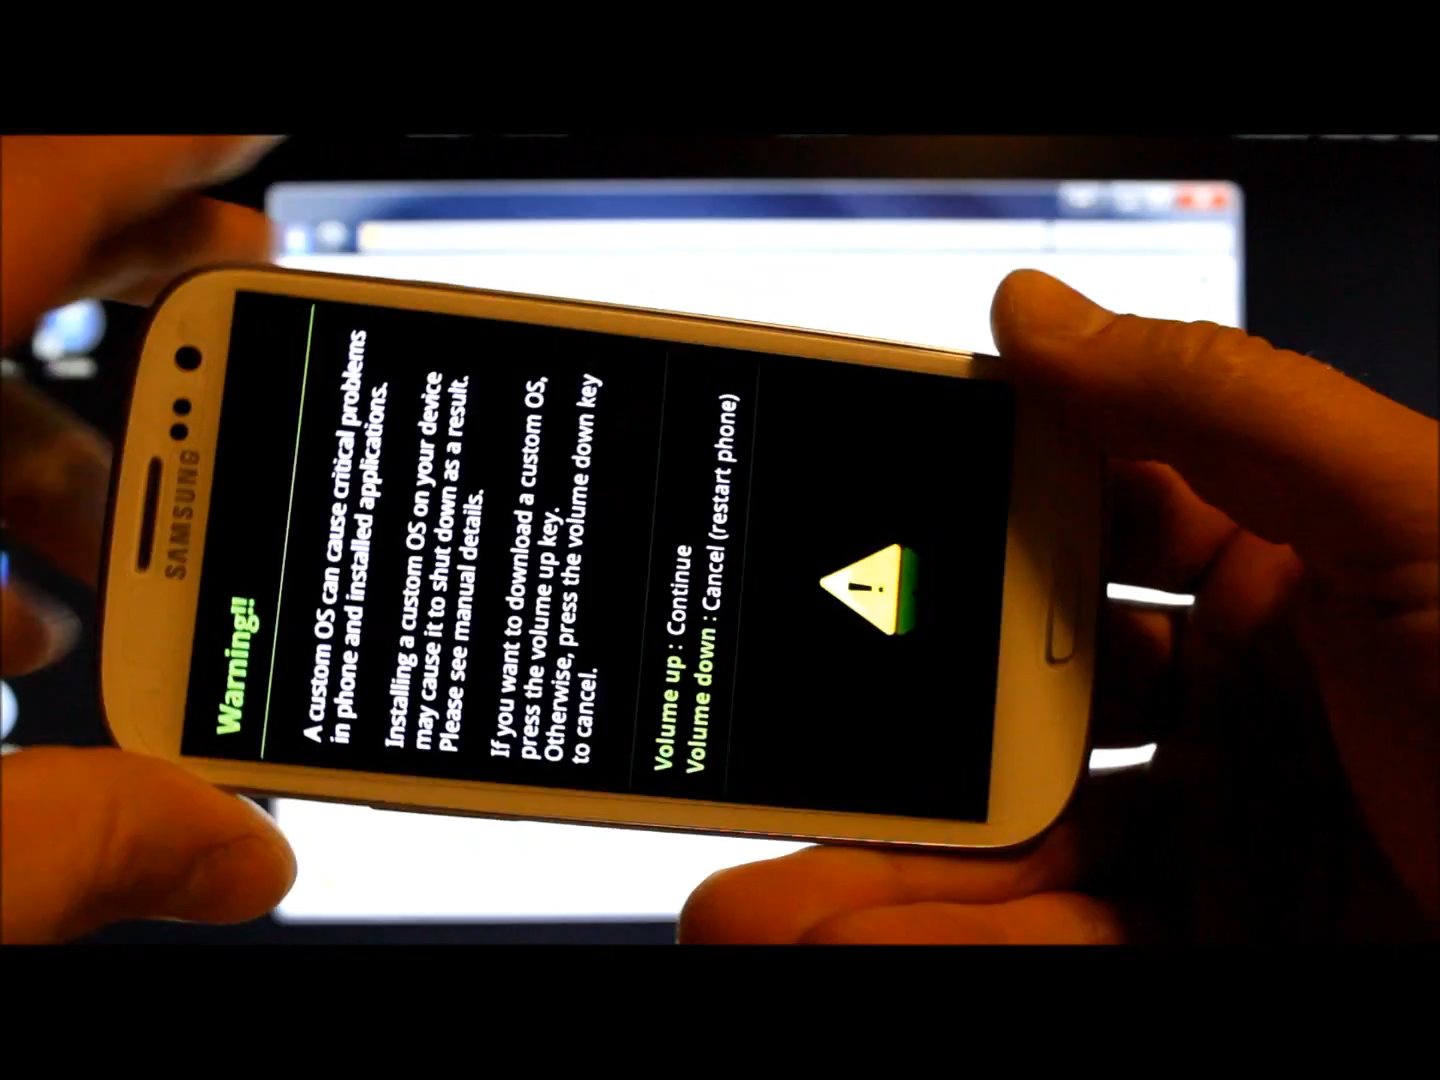 SAMSUNG
Warning!!
A custom OS can cause critical problems
in phone and installed applications.
Installing a custom OS on your device
may cause it to shut down as a result.
Please see manual details.
If you want to download a custom OS,
press the volume up key.
Otherwise, press the volume down key
to cancel.
Volume up : Continue
Volume down : Cancel (restart phone)
!